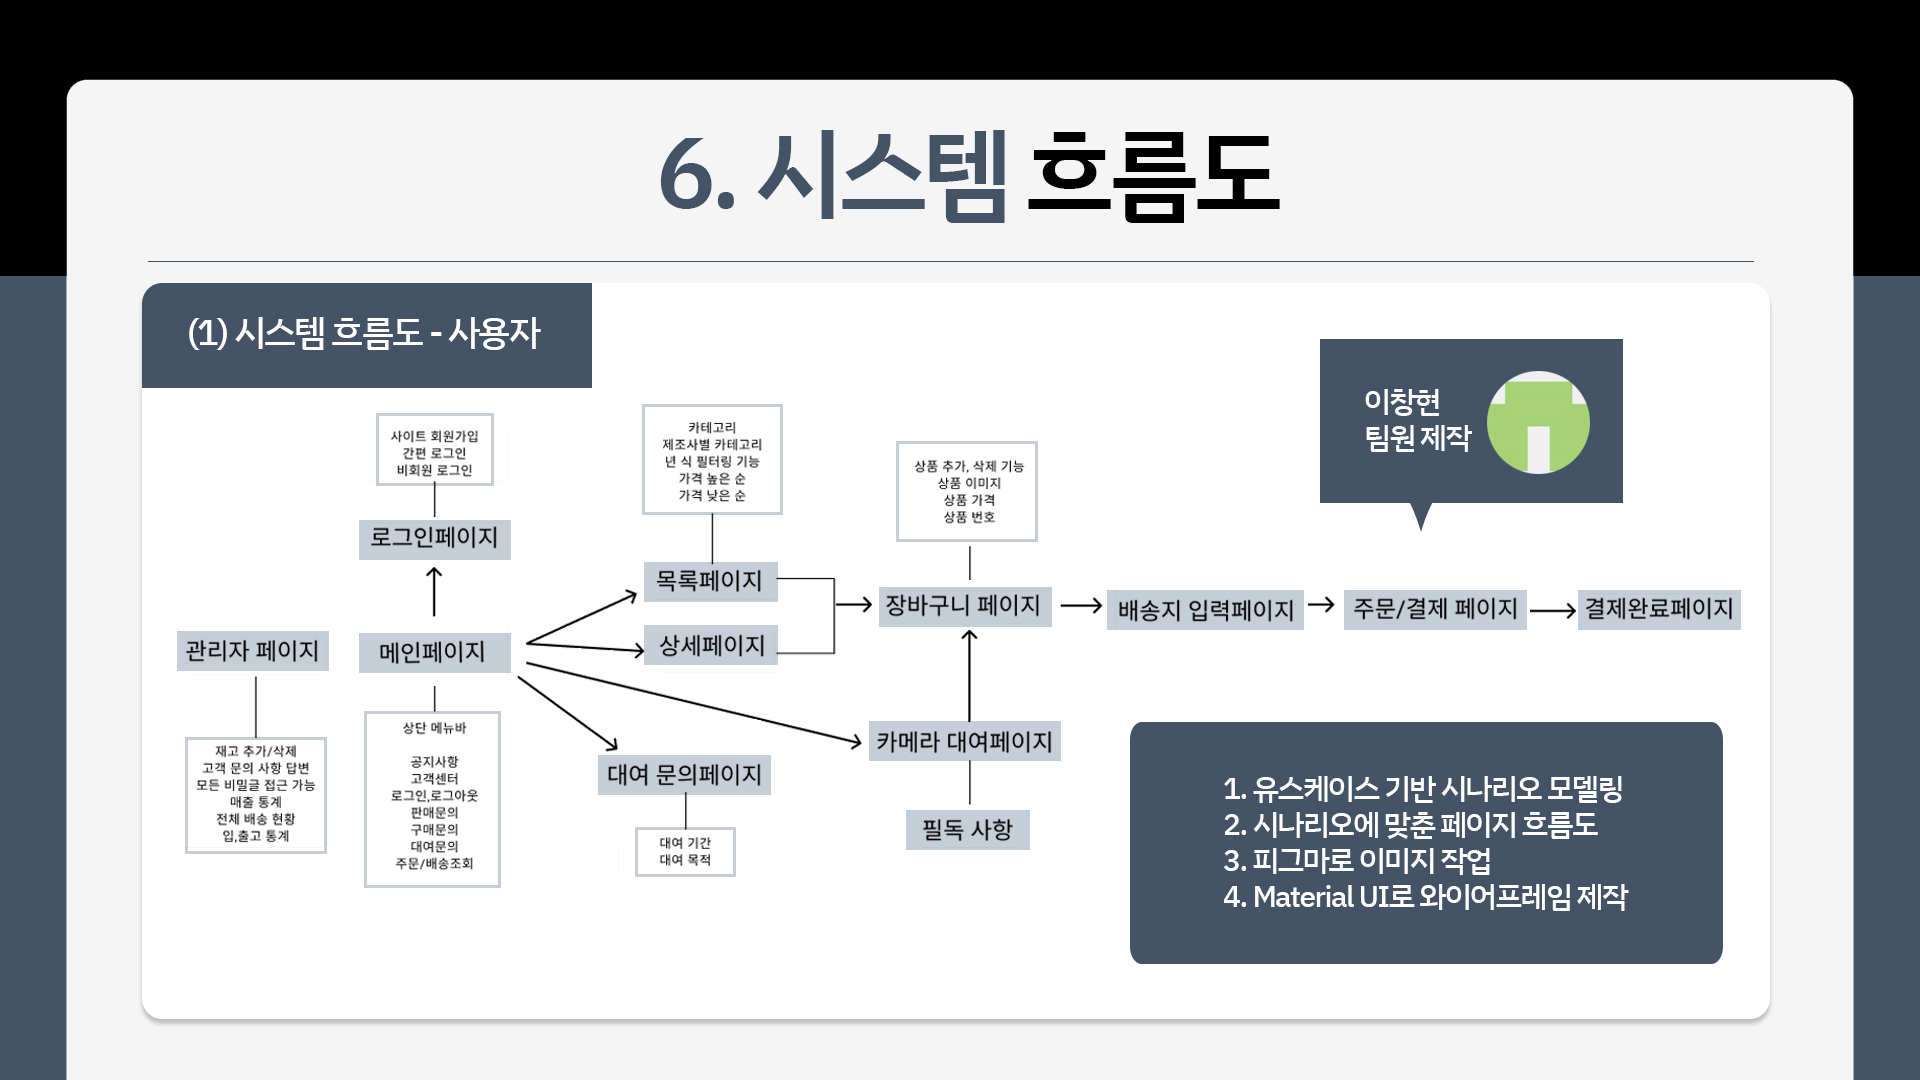 6. 시스템 흐름도
(1) 시스템 흐름도 - 사용자
이창현
팀원 제작
사이트 회원가입
간편 로그인
비회원 로그인
로그인페이지
카테고리
제조사별 카테고리
년 식 필터링 기능
가격 높은 순
가격 낮은 순
목록페이지
상세페이지
상품 추가, 삭제 기능
상품 이미지
상품 가격
상품 번호
장바구니 페이지
배송지 입력페이지
주문/결제 페이지
결제완료페이지
관리자 페이지
메인페이지
재고 추가/삭제
고객 문의 사항 답변
모든 비밀글 접근 가능
매출 통계
전체 배송 현황
입,출고 통계
상단 메뉴바
공지사항
고객센터
로그인,로그아웃
판매문의
구매문의
대여문의
주문/배송조회
대여 문의페이지
대여 기간
대여 목적
카메라 대여페이지
필독 사항
1. 유스케이스 기반 시나리오 모델링
2. 시나리오에 맞춘 페이지 흐름도
3. 피그마로 이미지 작업
4. Material UI로 와이어프레임 제작